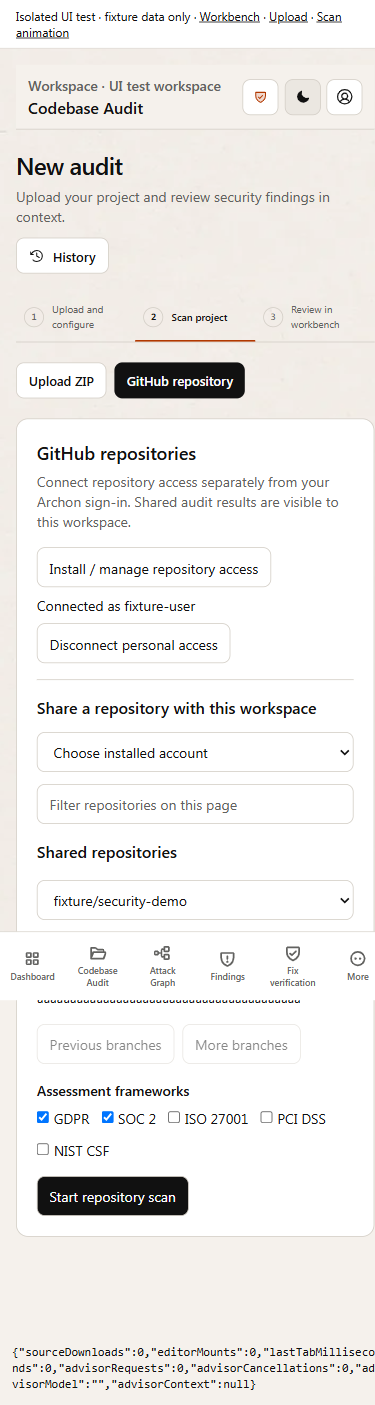 Isolated UI test · fixture data only · Workbench · Upload · Scan
animation
Workspace · UI test workspace
Codebase Audit
New audit
Upload your project and review security findings in
context.
History
1
Upload and
configure
2
Scan project
3
Review in
workbench
Upload ZIP
GitHub repository
GitHub repositories
Connect repository access separately from your
Archon sign-in. Shared audit results are visible to
this workspace.
Install / manage repository access
Connected as fixture-user
Disconnect personal access
Share a repository with this workspace
Choose installed account
Filter repositories on this page
Shared repositories
fixture/security-demo
Dashboard
Codebase
Audit
Attack
Graph
Findings
Fix
verification
More
Previous branches
More branches
Assessment frameworks
GDPR
SOC 2
ISO 27001
PCI DSS
NIST CSF
Start repository scan
{"sourceDownloads":0,"editorMounts":0,"lastTabMilliseco
nds":0,"advisorRequests":0,"advisorCancellations":0,"ad
visorModel":"","advisorContext":null}